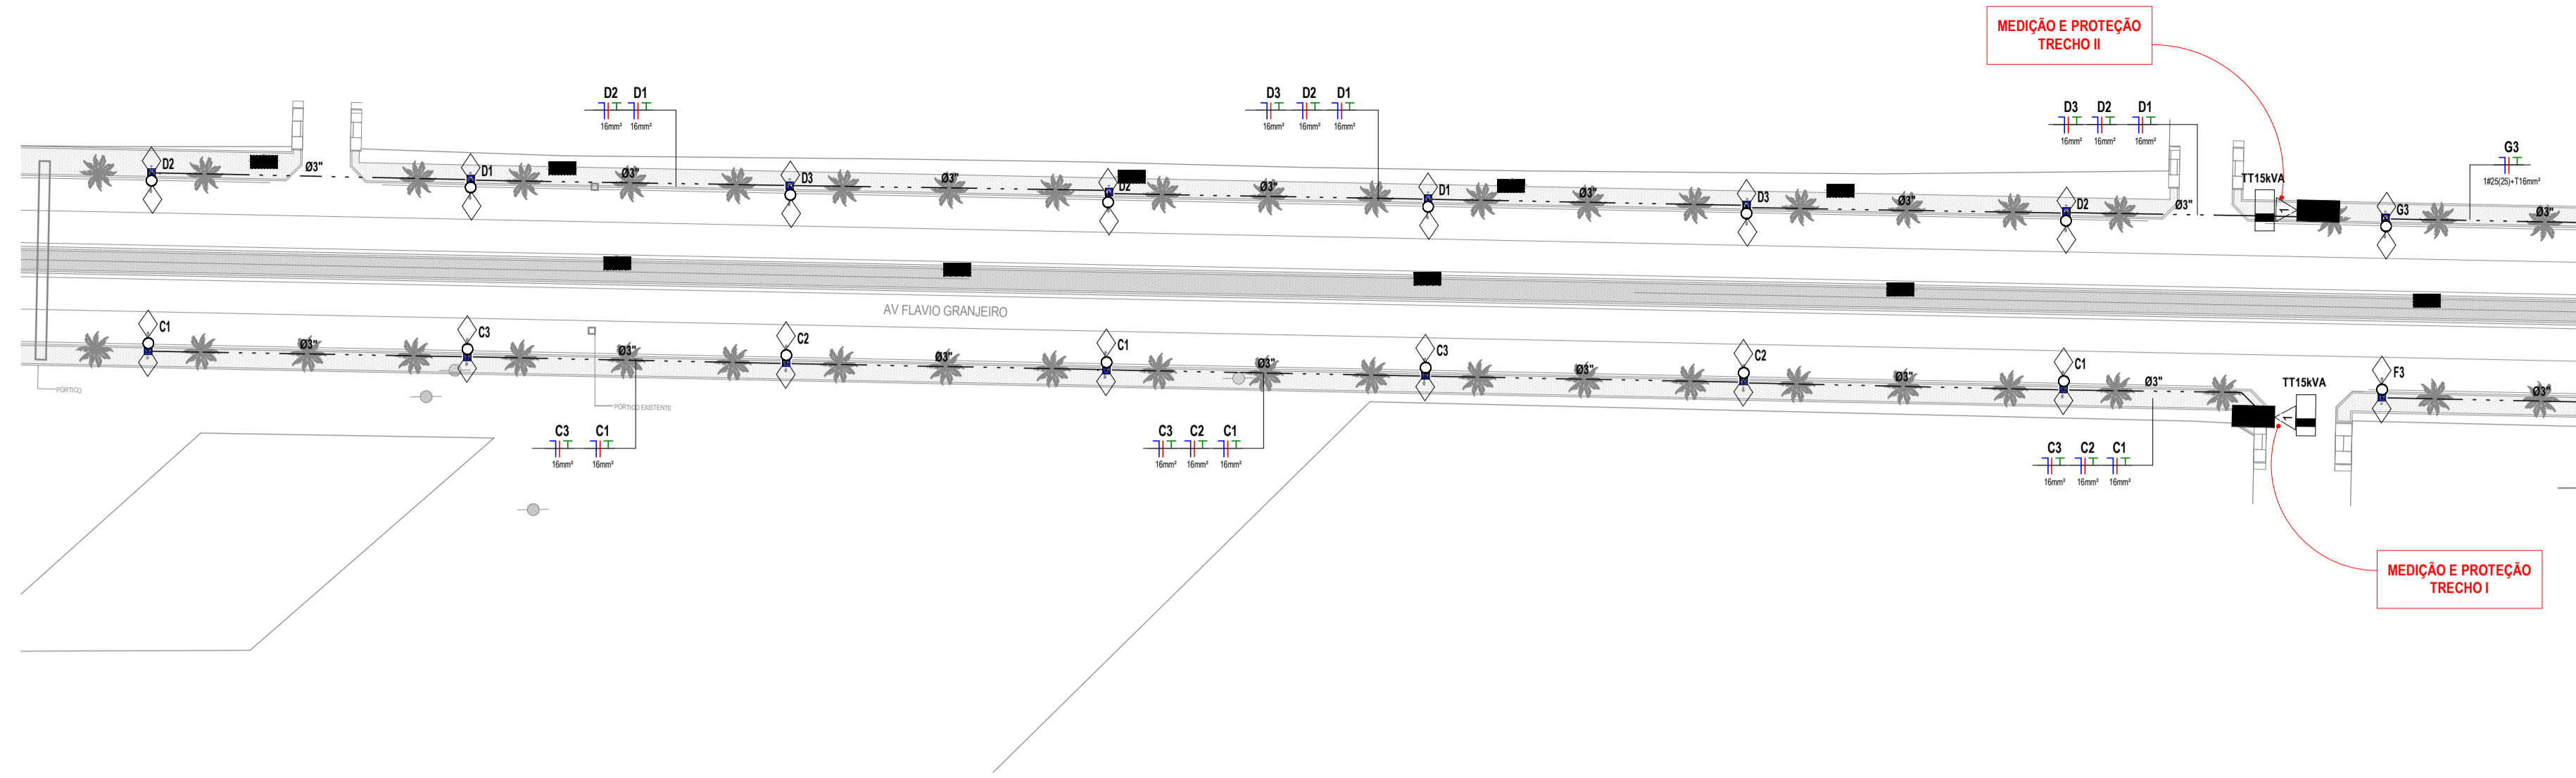 MEDIÇÃO E PROTEÇÃO
TRECHO II
D2 D1
16mm² 16mm²
D3 D2 D1
16mm² 16mm² 16mm²
D3 D2 D1
16mm² 16mm² 16mm²
G3
1#25(25)+T16mm²
TT15kVA
1
D2
Ø3"
D1
Ø3"
D3
Ø3"
D2
Ø3"
D1
Ø3"
D3
Ø3"
D2
Ø3"
G3
Ø3"
AV FLAVIO GRANJEIRO
C1
Ø3"
C3
Ø3"
C2
Ø3"
C1
Ø3"
C3
Ø3"
C2
Ø3"
C1
Ø3"
TT15kVA
1
F3
Ø3"
PÓRTICO
PÓRTICO EXISTENTE
C3 C1
16mm² 16mm²
C3 C2 C1
16mm² 16mm² 16mm²
C3 C2 C1
16mm² 16mm² 16mm²
MEDIÇÃO E PROTEÇÃO
TRECHO I